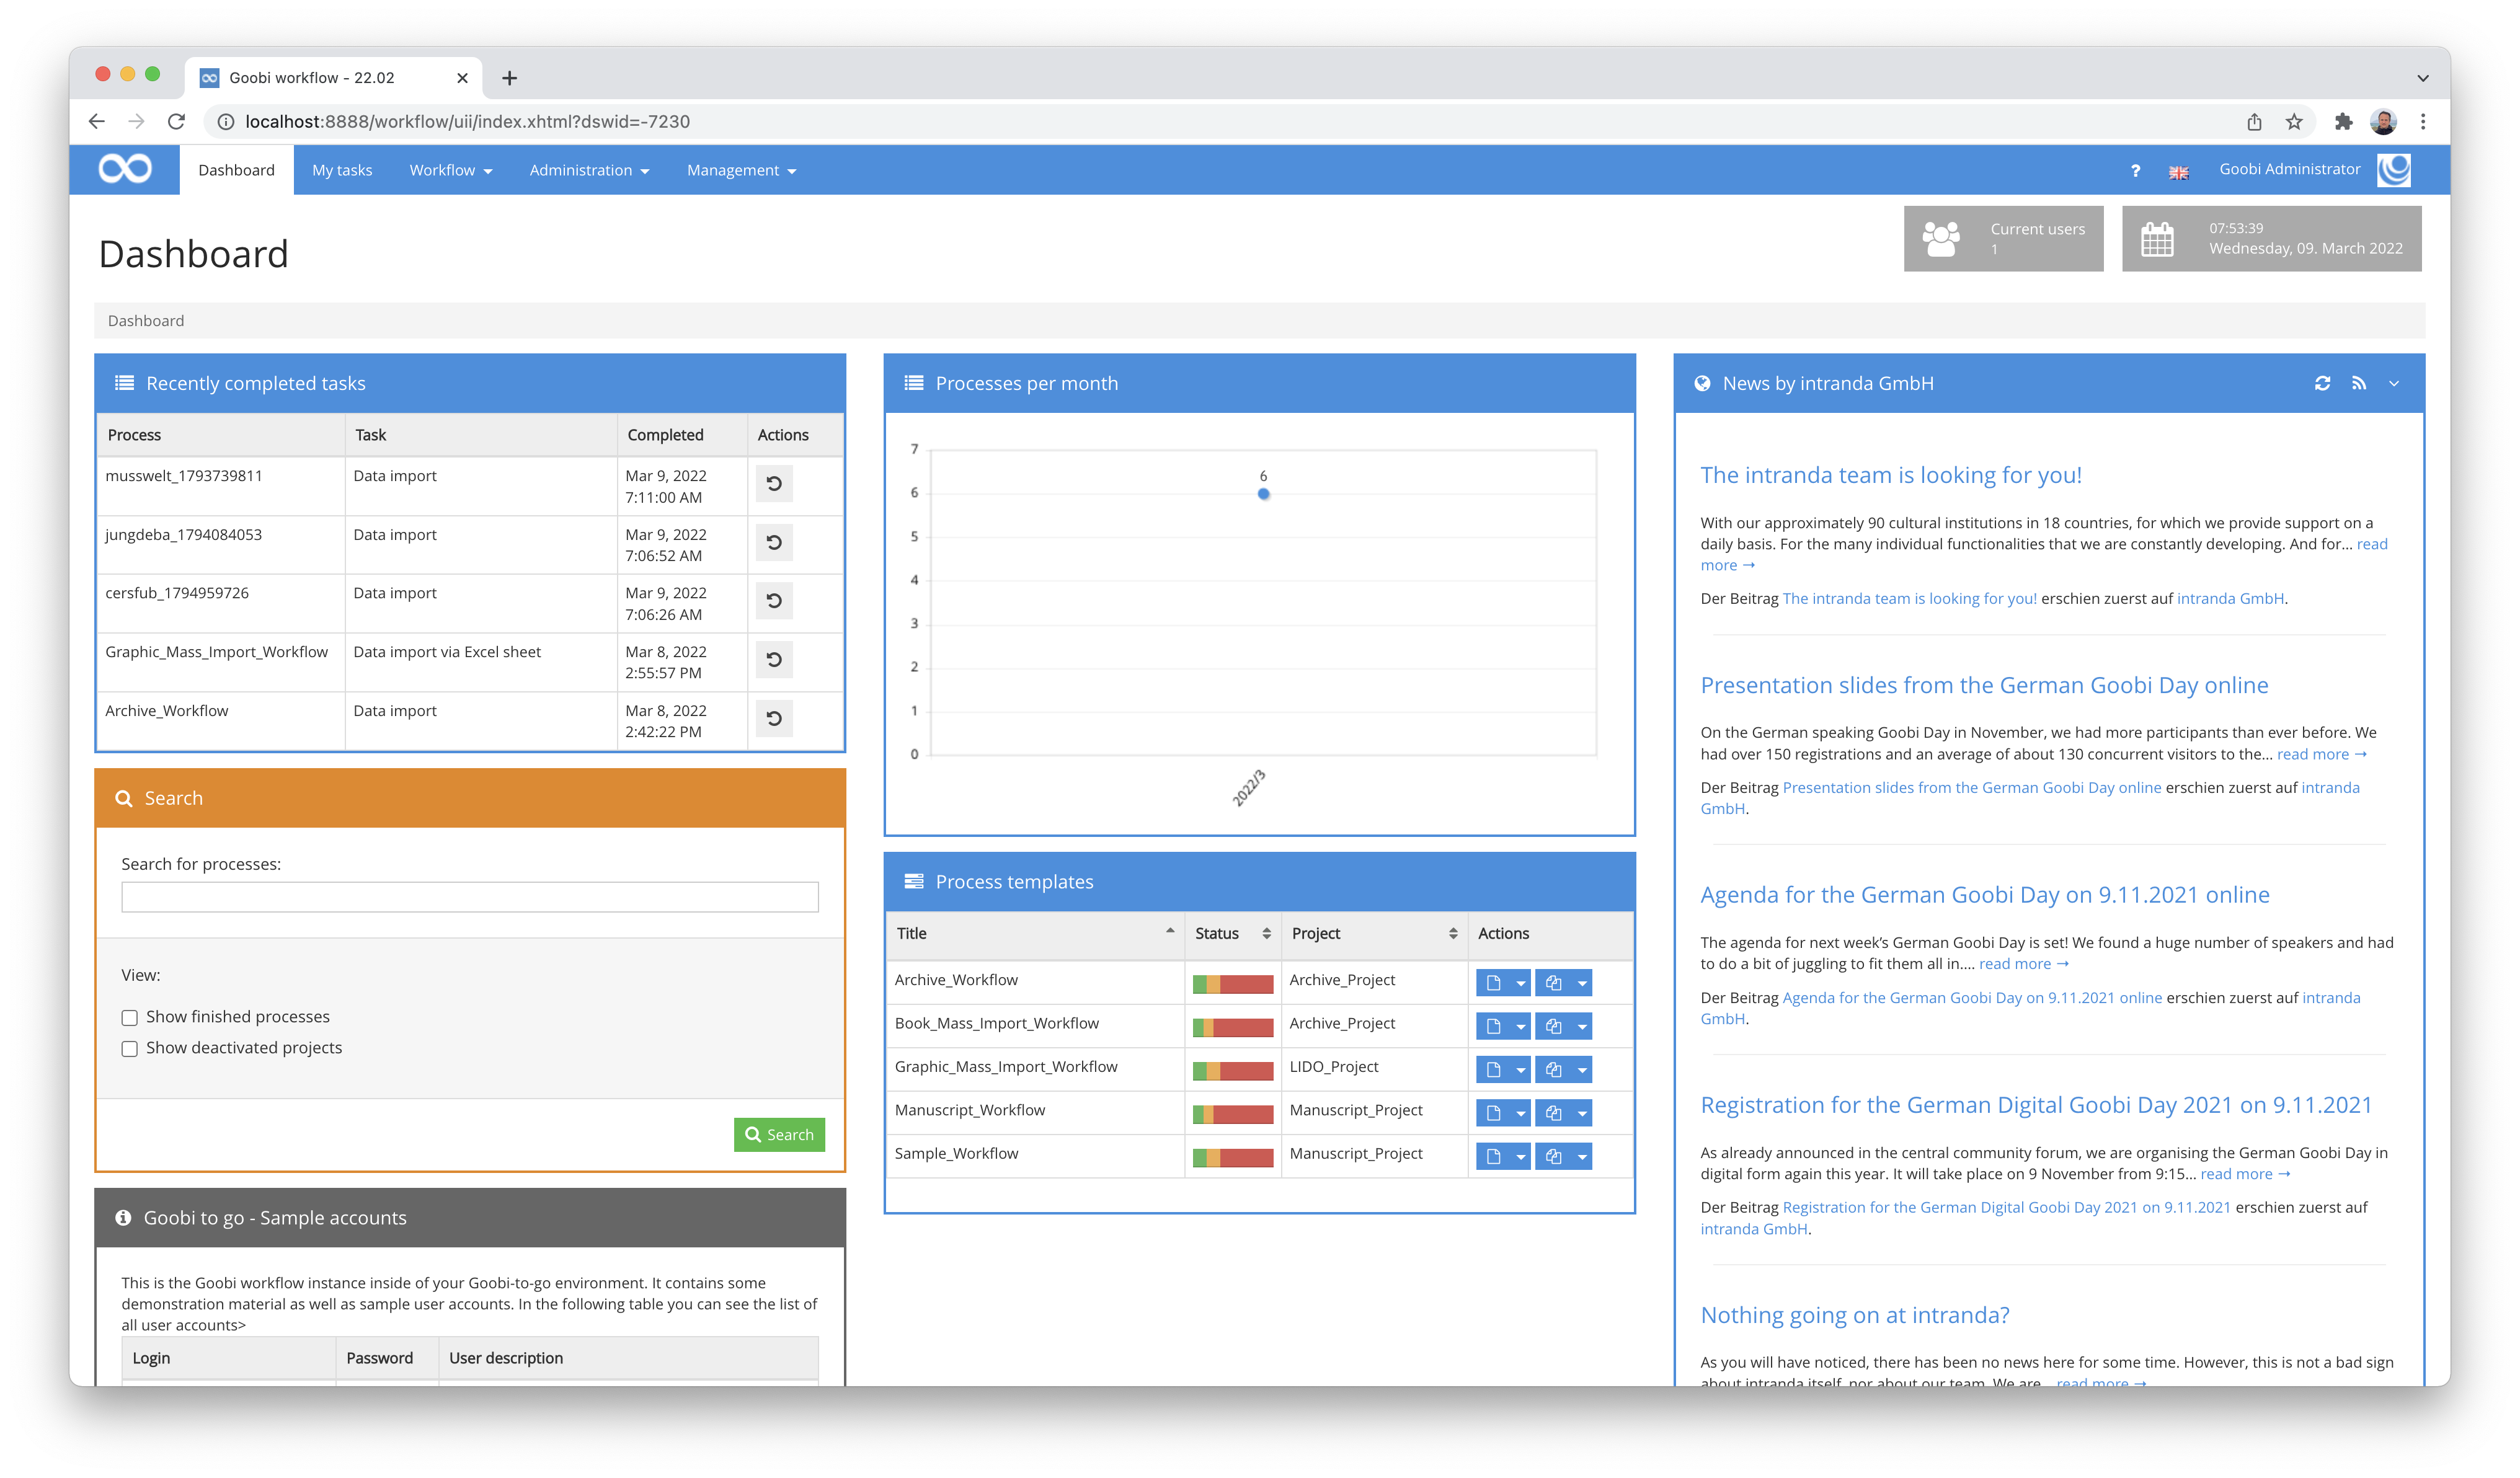 Goobi workflow - 22.02
localhost:8888/workflow/uii/index.xhtml?dswid=-7230
Dashboard
My tasks
Workflow
Administration
Management
?
Goobi Administrator
Dashboard
Current users
1
07:53:39
Wednesday, 09. March 2022
Dashboard
Recently completed tasks
Process Task Completed Actions
musswelt_1793739811 Data import Mar 9, 2022
7:11:00 AM
jungdeba_1794084053 Data import Mar 9, 2022
7:06:52 AM
cersfub_1794959726 Data import Mar 9, 2022
7:06:26 AM
Graphic_Mass_Import_Workflow Data import via Excel sheet Mar 8, 2022
2:55:57 PM
Archive_Workflow Data import Mar 8, 2022
2:42:22 PM
Search
Search for processes:
View:
Show finished processes
Show deactivated projects
Search
Goobi to go - Sample accounts
This is the Goobi workflow instance inside of your Goobi-to-go environment. It contains some
demonstration material as well as sample user accounts. In the following table you can see the list of
all user accounts>
Login Password User description
Processes per month
7
6
6
5
4
3
2
1
0
2022/3
Process templates
Title Status Project Actions
Archive_Workflow Archive_Project
Book_Mass_Import_Workflow Archive_Project
Graphic_Mass_Import_Workflow LIDO_Project
Manuscript_Workflow Manuscript_Project
Sample_Workflow Manuscript_Project
News by intranda GmbH
The intranda team is looking for you!
With our approximately 90 cultural institutions in 18 countries, for which we provide support on a
daily basis. For the many individual functionalities that we are constantly developing. And for... read
more →
Der Beitrag The intranda team is looking for you! erschien zuerst auf intranda GmbH.
Presentation slides from the German Goobi Day online
On the German speaking Goobi Day in November, we had more participants than ever before. We
had over 150 registrations and an average of about 130 concurrent visitors to the... read more →
Der Beitrag Presentation slides from the German Goobi Day online erschien zuerst auf intranda
GmbH.
Agenda for the German Goobi Day on 9.11.2021 online
The agenda for next week's German Goobi Day is set! We found a huge number of speakers and had
to do a bit of juggling to fit them all in.... read more →
Der Beitrag Agenda for the German Goobi Day on 9.11.2021 online erschien zuerst auf intranda
GmbH.
Registration for the German Digital Goobi Day 2021 on 9.11.2021
As already announced in the central community forum, we are organising the German Goobi Day in
digital form again this year. It will take place on 9 November from 9:15... read more →
Der Beitrag Registration for the German Digital Goobi Day 2021 on 9.11.2021 erschien zuerst auf
intranda GmbH.
Nothing going on at intranda?
As you will have noticed, there has been no news here for some time. However, this is not a bad sign
about intranda itself, nor about our team. We are... read more →